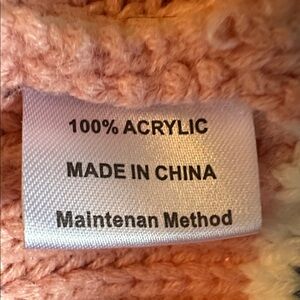 100% ACRYLIC
MADE IN CHINA
Maintenan Method